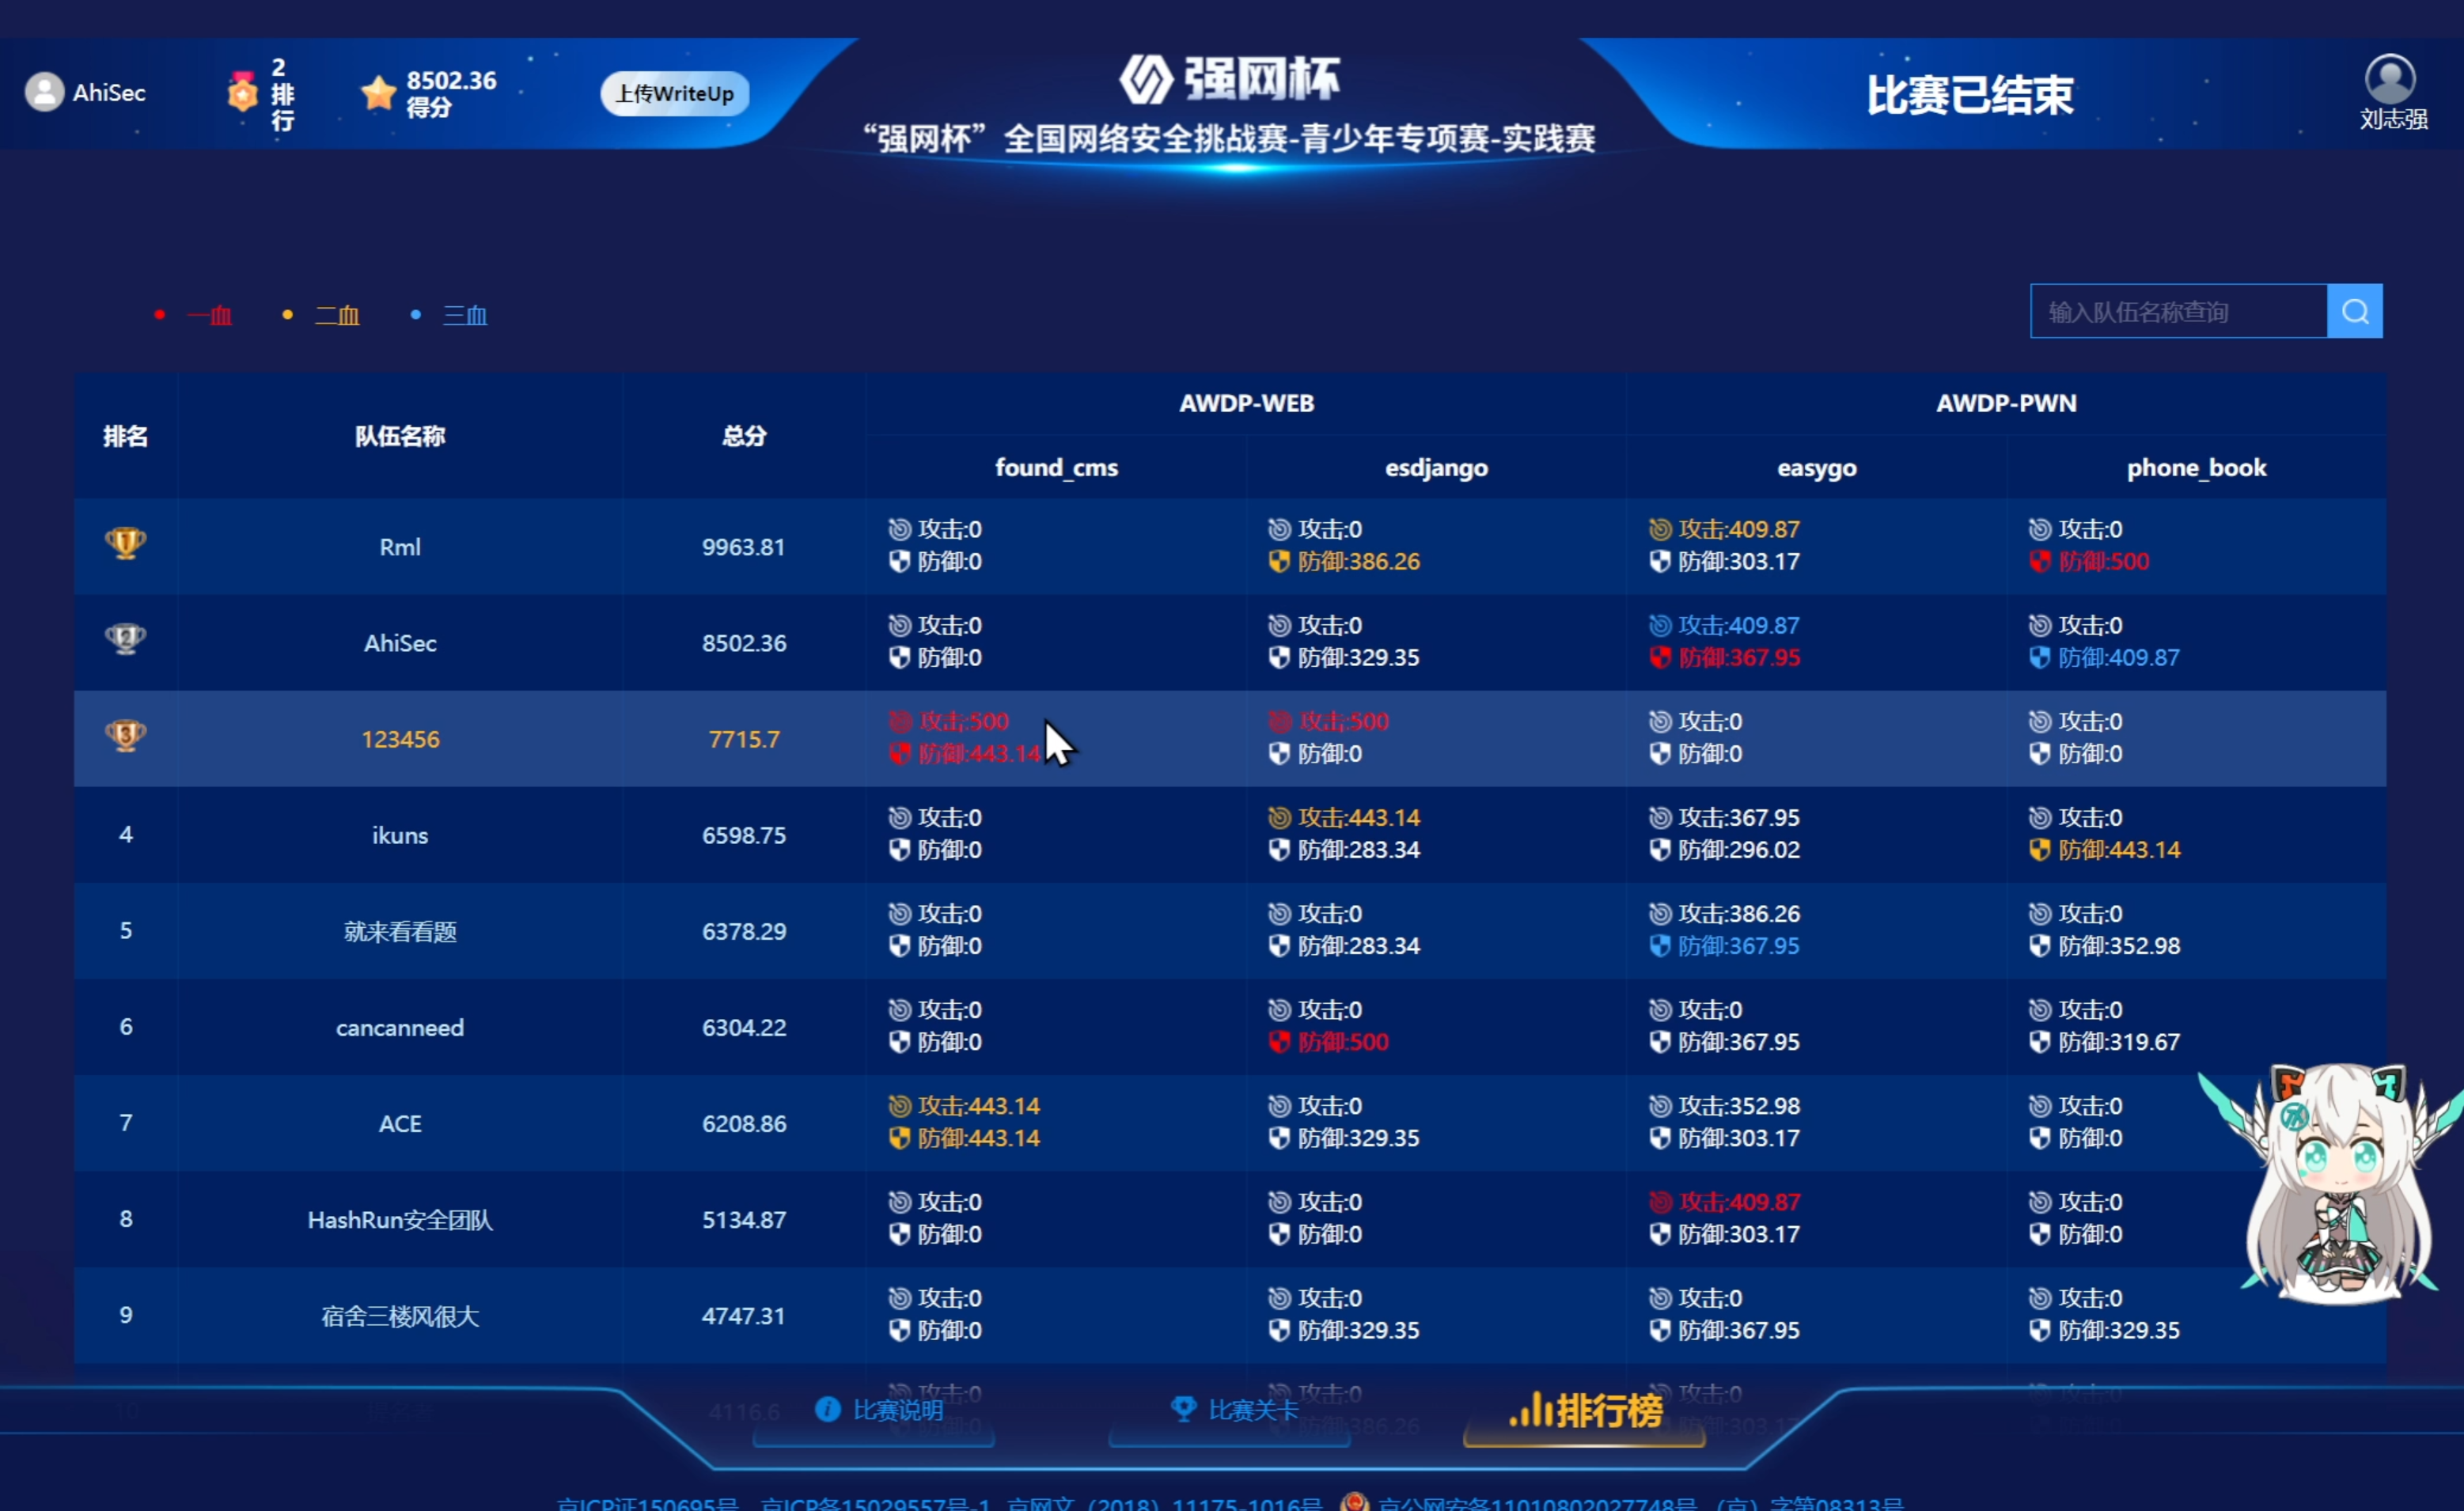 AhiSec
2
排
行
8502.36
得分
上传WriteUp
强网杯
“强网杯”全国网络安全挑战赛-青少年专项赛-实践赛
比赛已结束
刘志强
一血 二血 三血
输入队伍名称查询
排名 队伍名称 总分 AWDP-WEB AWDP-PWN
found_cms esdjango easygo phone_book
1 Rml 9963.81
攻击:0 攻击:0 攻击:409.87 攻击:0
防御:0 防御:386.26 防御:303.17 防御:500
2 AhiSec 8502.36
攻击:0 攻击:0 攻击:409.87 攻击:0
防御:0 防御:329.35 防御:367.95 防御:409.87
3 123456 7715.7
攻击:500 攻击:500 攻击:0 攻击:0
防御:443.14 防御:0 防御:0 防御:0
4 ikuns 6598.75
攻击:0 攻击:443.14 攻击:367.95 攻击:0
防御:0 防御:283.34 防御:296.02 防御:443.14
5 就来看看题 6378.29
攻击:0 攻击:0 攻击:386.26 攻击:0
防御:0 防御:283.34 防御:367.95 防御:352.98
6 cancanneed 6304.22
攻击:0 攻击:0 攻击:0 攻击:0
防御:0 防御:500 防御:367.95 防御:319.67
7 ACE 6208.86
攻击:443.14 攻击:0 攻击:352.98 攻击:0
防御:443.14 防御:329.35 防御:303.17 防御:0
8 HashRun安全团队 5134.87
攻击:0 攻击:0 攻击:409.87 攻击:0
防御:0 防御:0 防御:303.17 防御:0
9 宿舍三楼风很大 4747.31
攻击:0 攻击:0 攻击:0 攻击:0
防御:0 防御:329.35 防御:367.95 防御:329.35
10 4116.6
攻击:0 攻击:0 攻击:0 攻击:0
防御:0 防御:386.26 防御:303.17
比赛说明 比赛关卡 排行榜
京ICP证150695号 京ICP备15029557号-1 京网文（2018）11175-1016号 京公网安备11010802027748号 （京）字第08313号